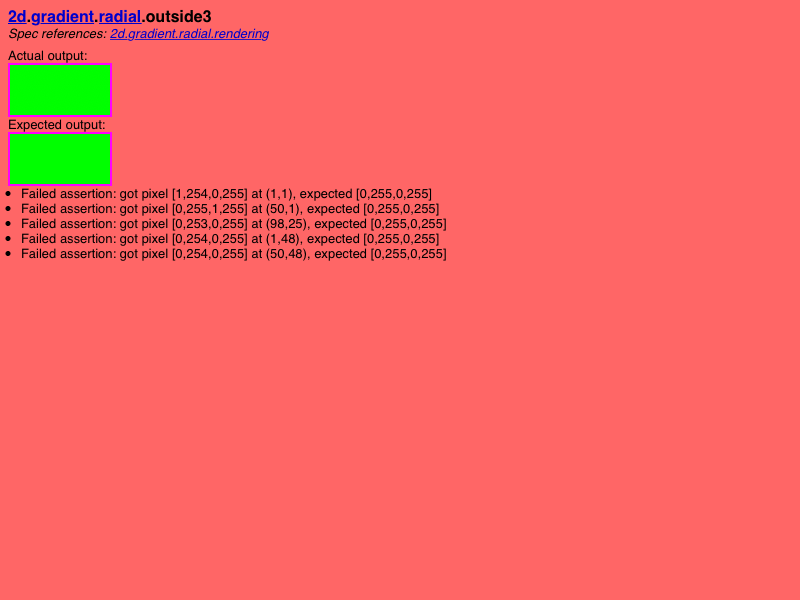 2d.gradient.radial.outside3
Spec references: 2d.gradient.radial.rendering
Actual output:
Expected output:
• Failed assertion: got pixel [1,254,0,255] at (1,1), expected [0,255,0,255]
• Failed assertion: got pixel [0,255,1,255] at (50,1), expected [0,255,0,255]
• Failed assertion: got pixel [0,253,0,255] at (98,25), expected [0,255,0,255]
• Failed assertion: got pixel [0,254,0,255] at (1,48), expected [0,255,0,255]
• Failed assertion: got pixel [0,254,0,255] at (50,48), expected [0,255,0,255]